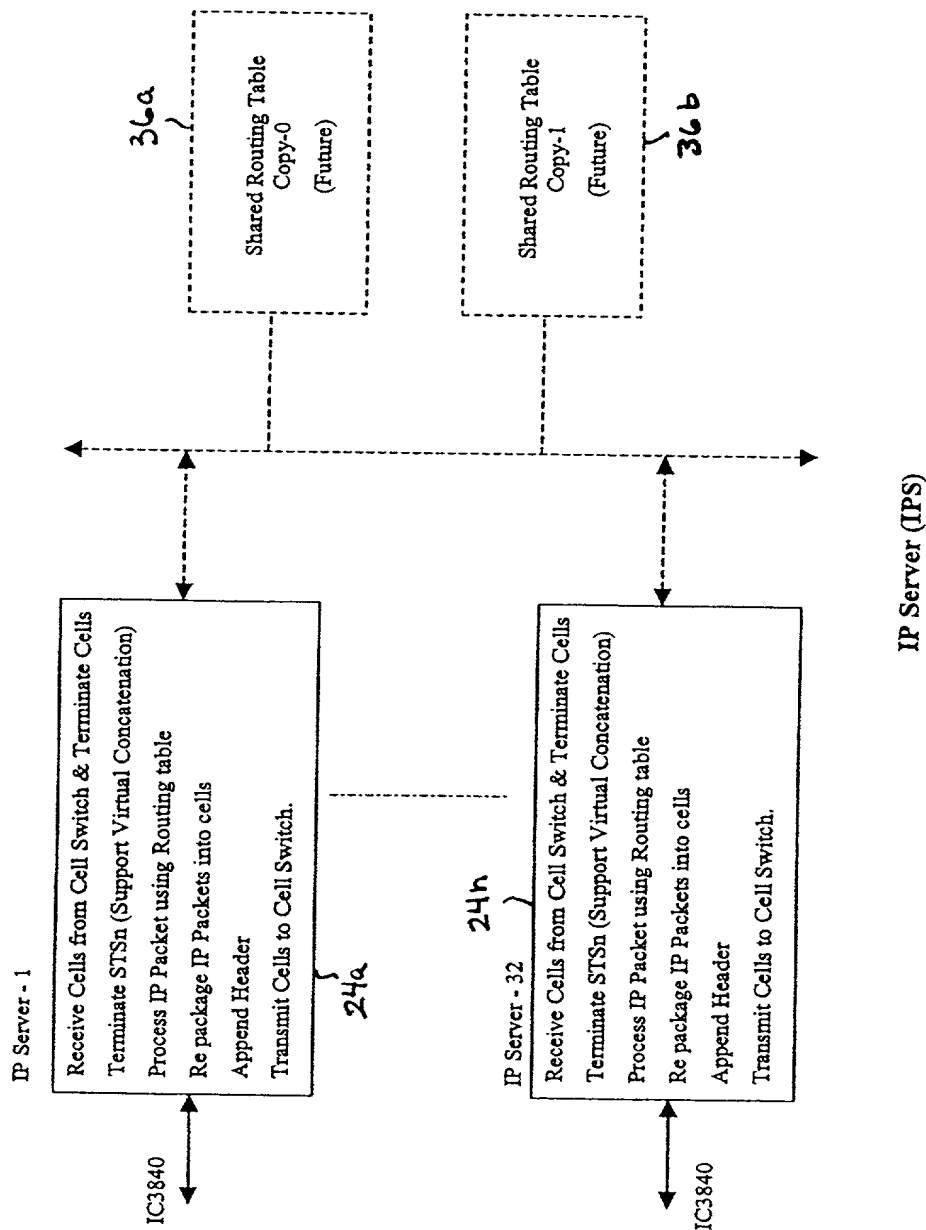 IP Server - 1
IC3840
Receive Cells from Cell Switch & Terminate Cells
Terminate STSn (Support Virtual Concatenation)
Process IP Packet using Routing table
Re package IP Packets into cells
Append Header
Transmit Cells to Cell Switch.
24a
36a
Shared Routing Table
Copy-0
(Future)
IP Server - 32
24n
IC3840
Receive Cells from Cell Switch & Terminate Cells
Terminate STSn (Support Virtual Concatenation)
Process IP Packet using Routing table
Re package IP Packets into cells
Append Header
Transmit Cells to Cell Switch.
Shared Routing Table
Copy-1
(Future)
36b
IP Server (IPS)